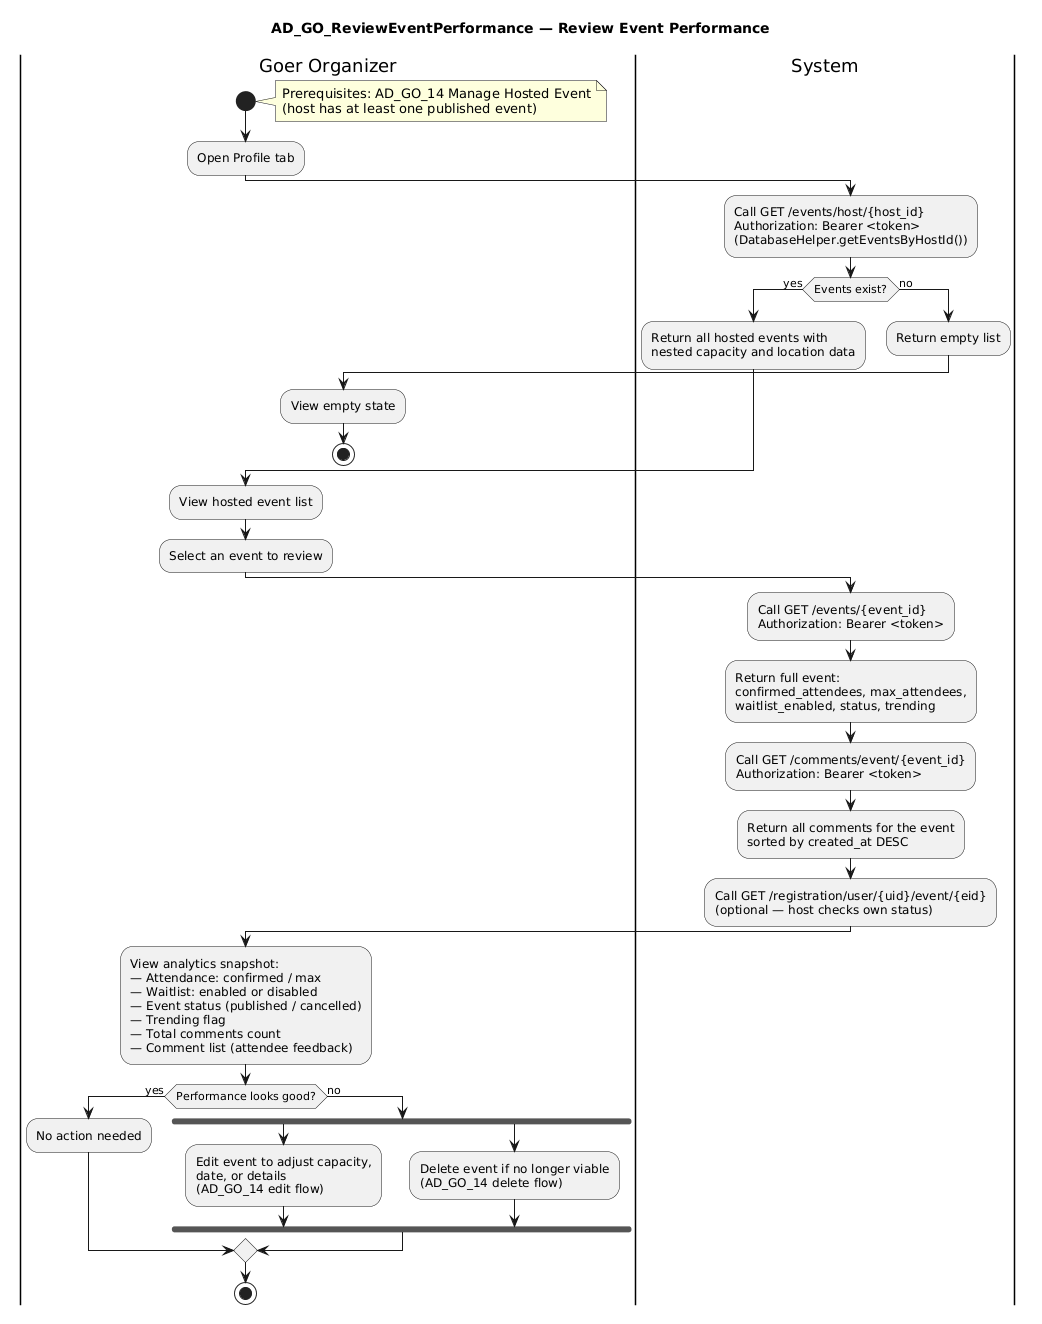 AD_GO_ReviewEventPerformance — Review Event Performance
Goer Organizer
System
Prerequisites: AD_GO_14 Manage Hosted Event
(host has at least one published event)
Open Profile tab
Call GET /events/host/{host_id}
Authorization: Bearer <token>
(DatabaseHelper.getEventsByHostId())
yes
Events exist?
no
Return all hosted events with
nested capacity and location data
Return empty list
View empty state
View hosted event list
Select an event to review
Call GET /events/{event_id}
Authorization: Bearer <token>
Return full event:
confirmed_attendees, max_attendees,
waitlist_enabled, status, trending
Call GET /comments/event/{event_id}
Authorization: Bearer <token>
Return all comments for the event
sorted by created_at DESC
Call GET /registration/user/{uid}/event/{eid}
(optional — host checks own status)
View analytics snapshot:
— Attendance: confirmed / max
— Waitlist: enabled or disabled
— Event status (published / cancelled)
— Trending flag
— Total comments count
— Comment list (attendee feedback)
yes
Performance looks good?
no
No action needed
Edit event to adjust capacity,
date, or details
(AD_GO_14 edit flow)
Delete event if no longer viable
(AD_GO_14 delete flow)